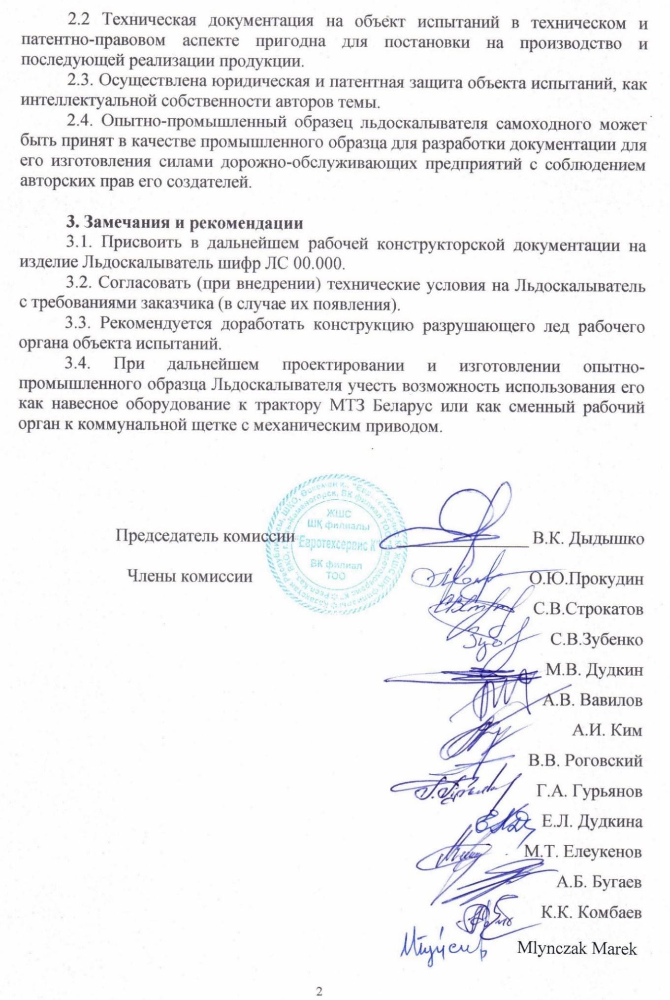 2.2 Техническая документация на объект испытаний в техническом и
патентно-правовом аспекте пригодна для постановки на производство и
последующей реализации продукции.
2.3. Осуществлена юридическая и патентная защита объекта испытаний, как
интеллектуальной собственности авторов темы.
2.4. Опытно-промышленный образец льдоскалывателя самоходного может
быть принят в качестве промышленного образца для разработки документации для
его изготовления силами дорожно-обслуживающих предприятий с соблюдением
авторских прав его создателей.
3. Замечания и рекомендации
3.1. Присвоить в дальнейшем рабочей конструкторской документации на
изделие Льдоскалыватель шифр ЛС 00.000.
3.2. Согласовать (при внедрении) технические условия на Льдоскалыватель
с требованиями заказчика (в случае их появления).
3.3. Рекомендуется доработать конструкцию разрушающего лед рабочего
органа объекта испытаний.
3.4. При дальнейшем проектировании и изготовлении опытно-
промышленного образца Льдоскалывателя учесть возможность использования его
как навесное оборудование к трактору МТЗ Беларус или как сменный рабочий
орган к коммунальной щетке с механическим приводом.
ЖШС
ШҚ филиалы
"Евротехсервис К"
ВК филиал
ТОО
Председатель комиссии В.К. Дыдышко
Члены комиссии О.Ю.Прокудин
С.В.Строкатов
С.В.Зубенко
М.В. Дудкин
А.В. Вавилов
А.И. Ким
В.В. Роговский
Г.А. Гурьянов
Е.Л. Дудкина
М.Т. Елеукенов
А.Б. Бугаев
К.К. Комбаев
Mlynczak Marek
2